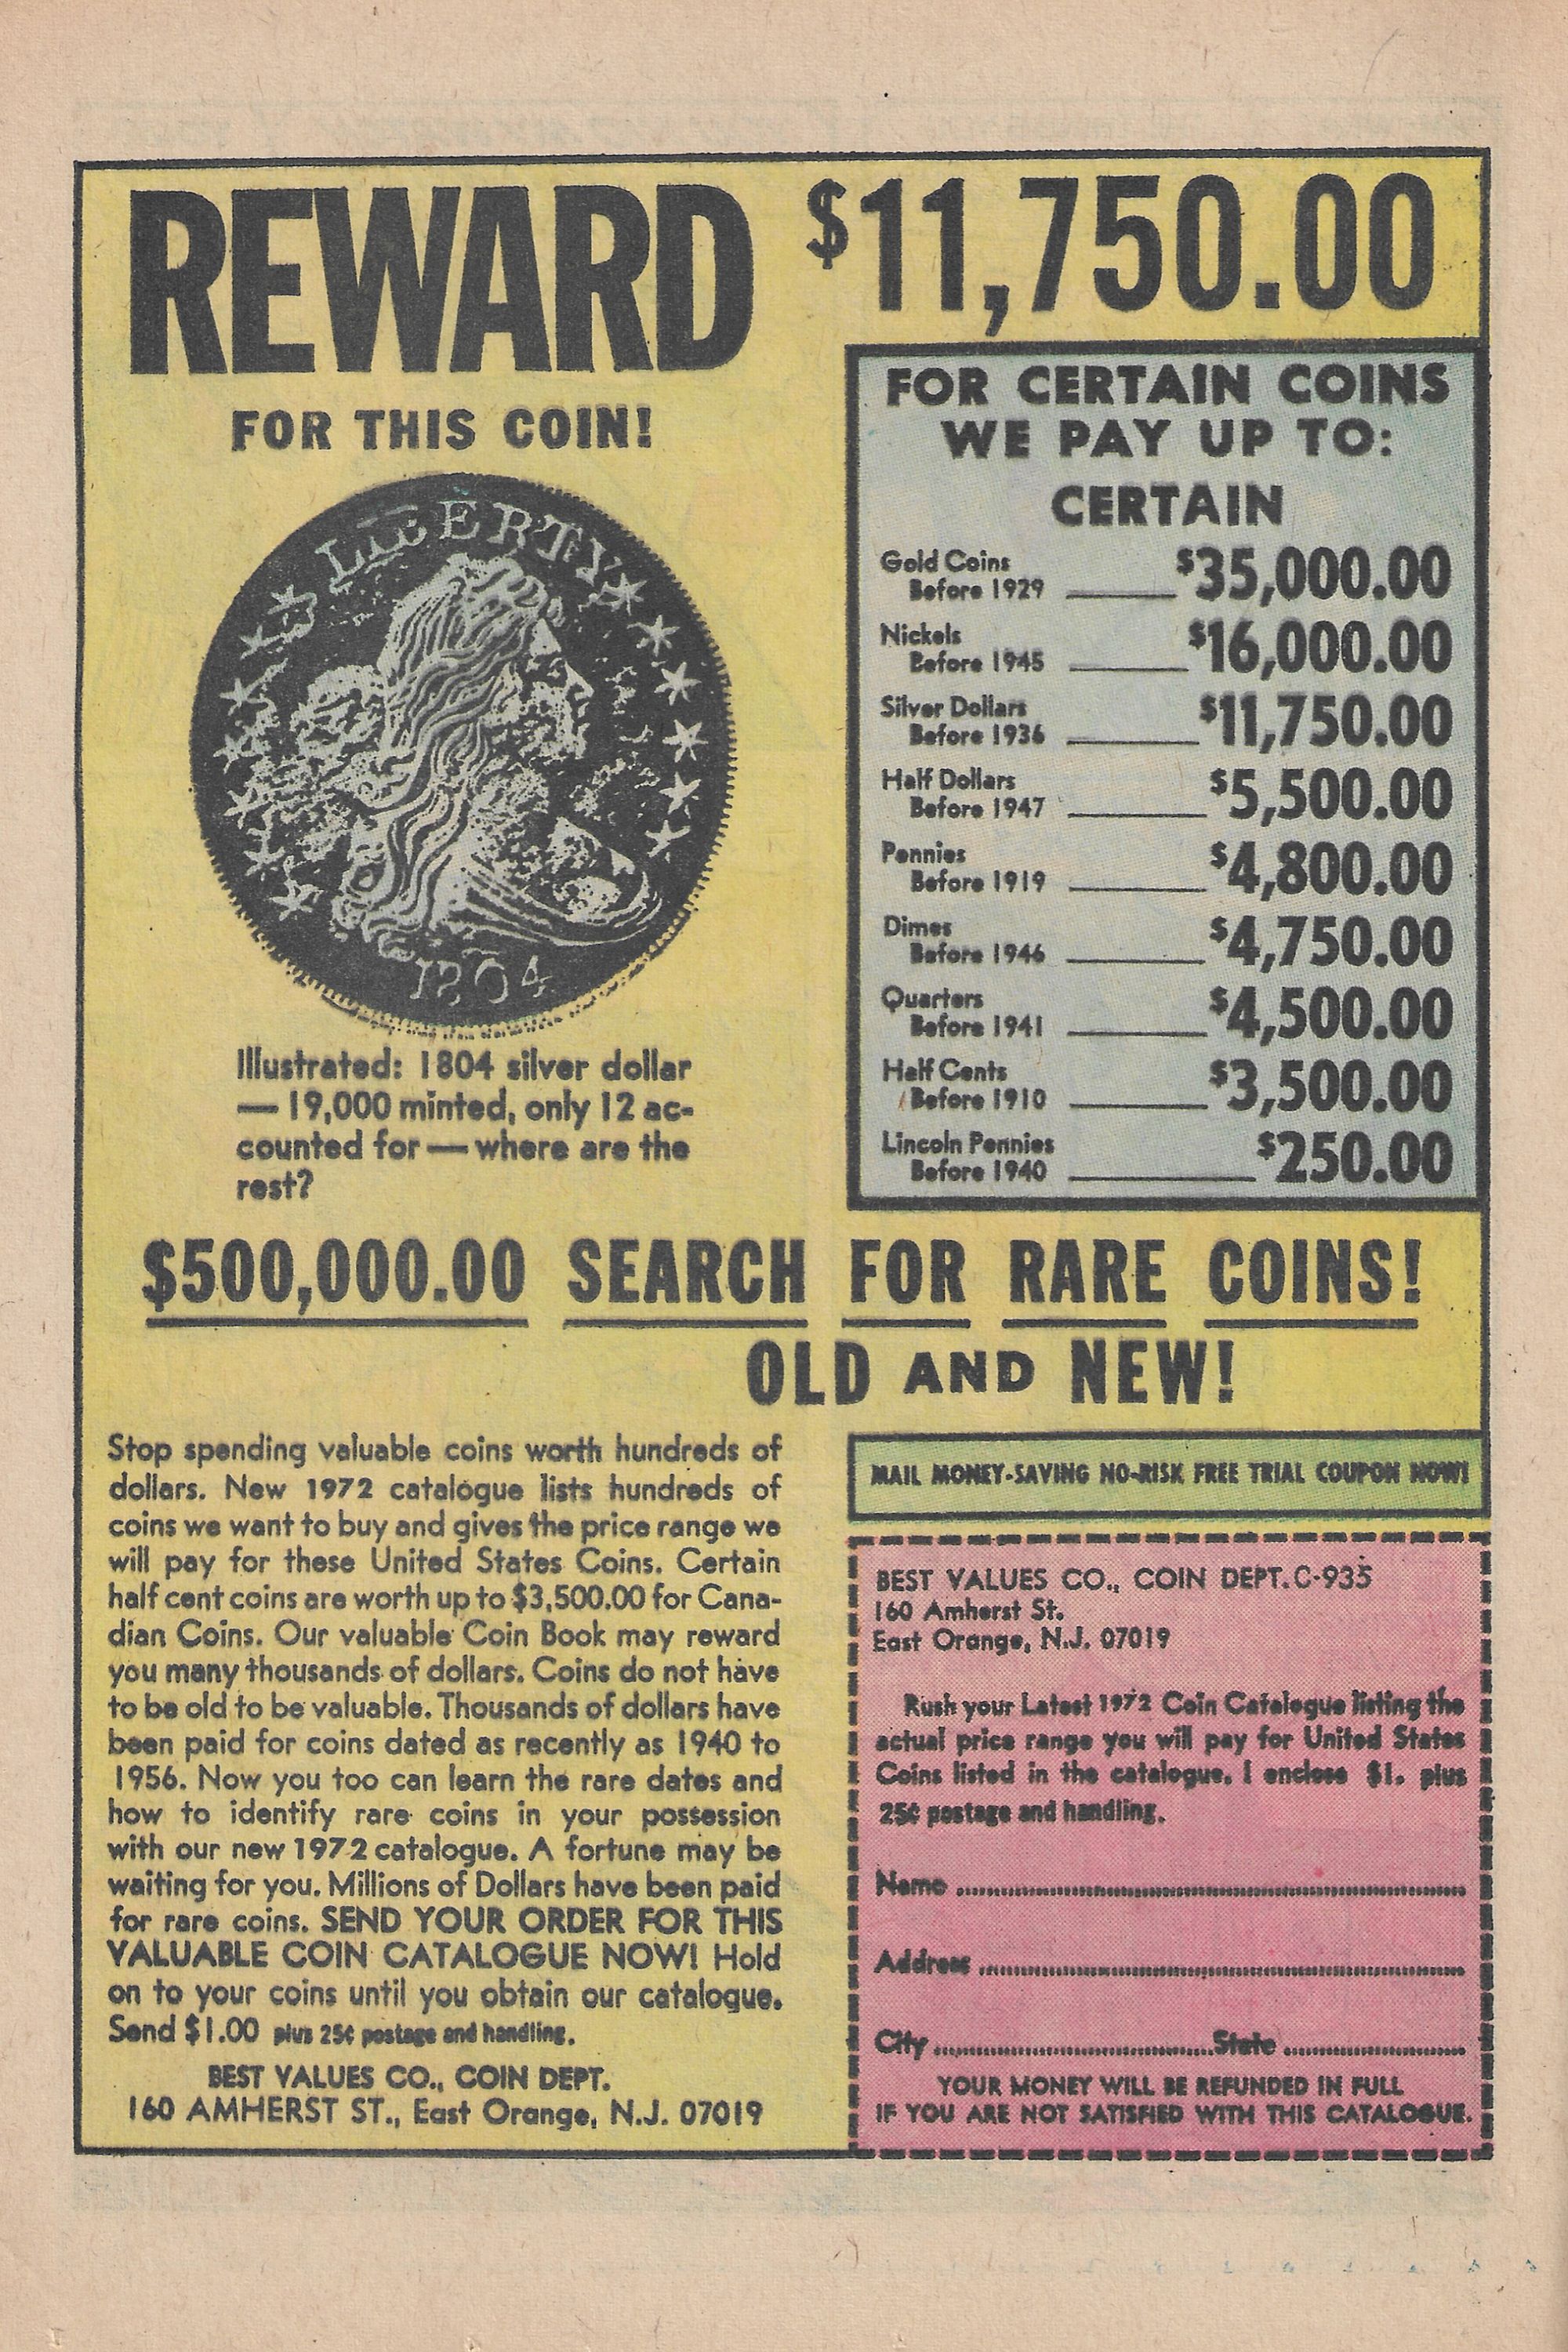 REWARD $11,750.00
FOR THIS COIN!
LIBERTY
1804
Illustrated: 1804 silver dollar
— 19,000 minted, only 12 ac-
counted for — where are the
rest?
FOR CERTAIN COINS
WE PAY UP TO:
CERTAIN
Gold Coins
Before 1929 $35,000.00
Nickels
Before 1945 $16,000.00
Silver Dollars
Before 1936 $11,750.00
Half Dollars
Before 1947 $5,500.00
Pennies
Before 1919 $4,800.00
Dimes
Before 1946 $4,750.00
Quarters
Before 1941 $4,500.00
Half Cents
Before 1910 $3,500.00
Lincoln Pennies
Before 1940 $250.00
$500,000.00 SEARCH FOR RARE COINS!
OLD AND NEW!
Stop spending valuable coins worth hundreds of
dollars. New 1972 catalogue lists hundreds of
coins we want to buy and gives the price range we
will pay for these United States Coins. Certain
half cent coins are worth up to $3,500.00 for Cana-
dian Coins. Our valuable Coin Book may reward
you many thousands of dollars. Coins do not have
to be old to be valuable. Thousands of dollars have
been paid for coins dated as recently as 1940 to
1956. Now you too can learn the rare dates and
how to identify rare coins in your possession
with our new 1972 catalogue. A fortune may be
waiting for you. Millions of Dollars have been paid
for rare coins. SEND YOUR ORDER FOR THIS
VALUABLE COIN CATALOGUE NOW! Hold
on to your coins until you obtain our catalogue.
Send $1.00 plus 25¢ postage and handling.
BEST VALUES CO., COIN DEPT.
160 AMHERST ST., East Orange, N.J. 07019
MAIL MONEY-SAVING NO-RISK FREE TRIAL COUPON NOW!
BEST VALUES CO., COIN DEPT. C-935
160 Amherst St.
East Orange, N.J. 07019
Rush your Latest 1972 Coin Catalogue listing the
actual price range you will pay for United States
Coins listed in the catalogue. I enclose $1. plus
25¢ postage and handling.
Name
Address
City State
YOUR MONEY WILL BE REFUNDED IN FULL
IF YOU ARE NOT SATISFIED WITH THIS CATALOGUE.